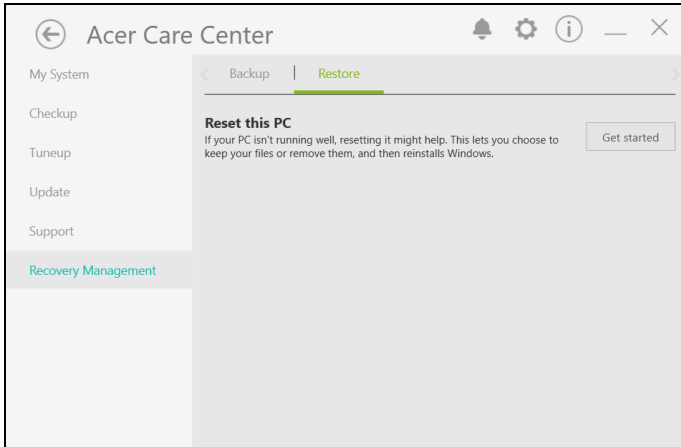 Acer Care Center
My System
Checkup
Tuneup
Update
Support
Recovery Management
Backup | Restore
Reset this PC
If your PC isn't running well, resetting it might help. This lets you choose to
keep your files or remove them, and then reinstalls Windows.
Get started